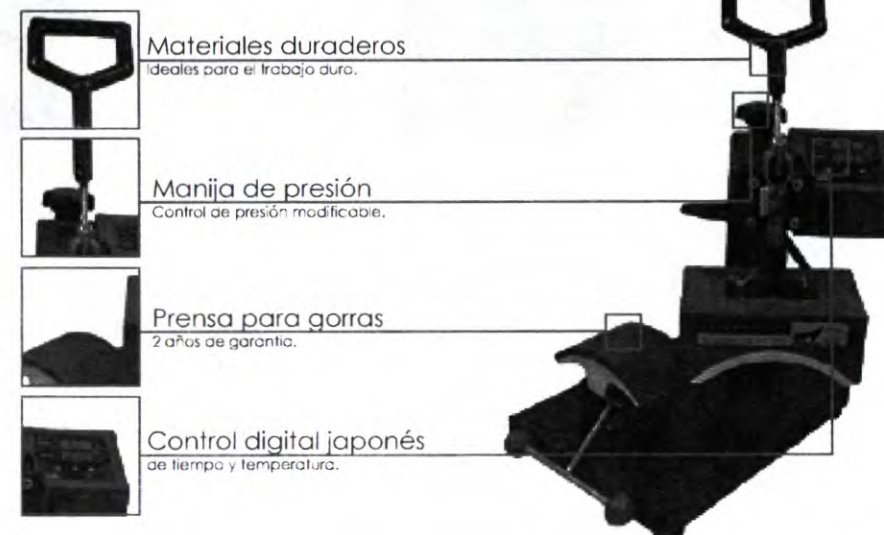 Materiales duraderos
Ideales para el trabajo duro.
Manija de presión
Control de presión modificable.
Prensa para gorras
2 años de garantia.
Control digital japonés
de tiempo y temperatura.